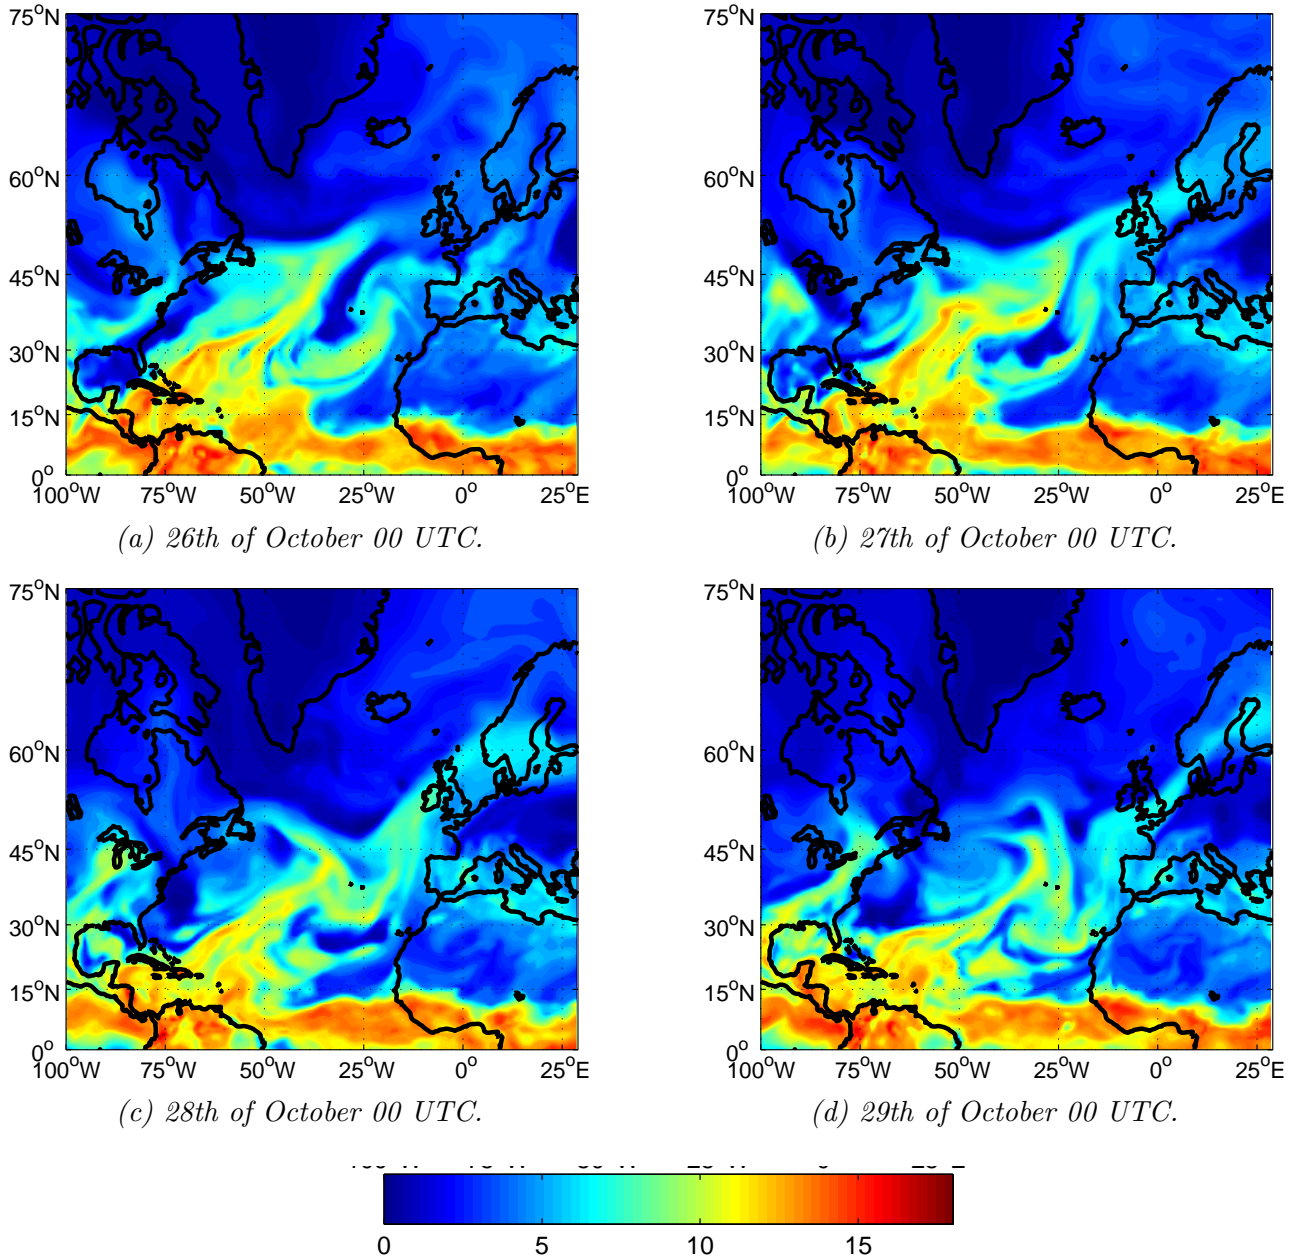 75°N 75°N
60°N 60°N
45°N 45°N
30°N 30°N
15°N 15°N
0° 0°
100°W 75°W 50°W 25°W 0° 25°E 100°W 75°W 50°W 25°W 0° 25°E
(a) 26th of October 00 UTC. (b) 27th of October 00 UTC.
75°N 75°N
60°N 60°N
45°N 45°N
30°N 30°N
15°N 15°N
0° 0°
100°W 75°W 50°W 25°W 0° 25°E 100°W 75°W 50°W 25°W 0° 25°E
(c) 28th of October 00 UTC. (d) 29th of October 00 UTC.
0 5 10 15